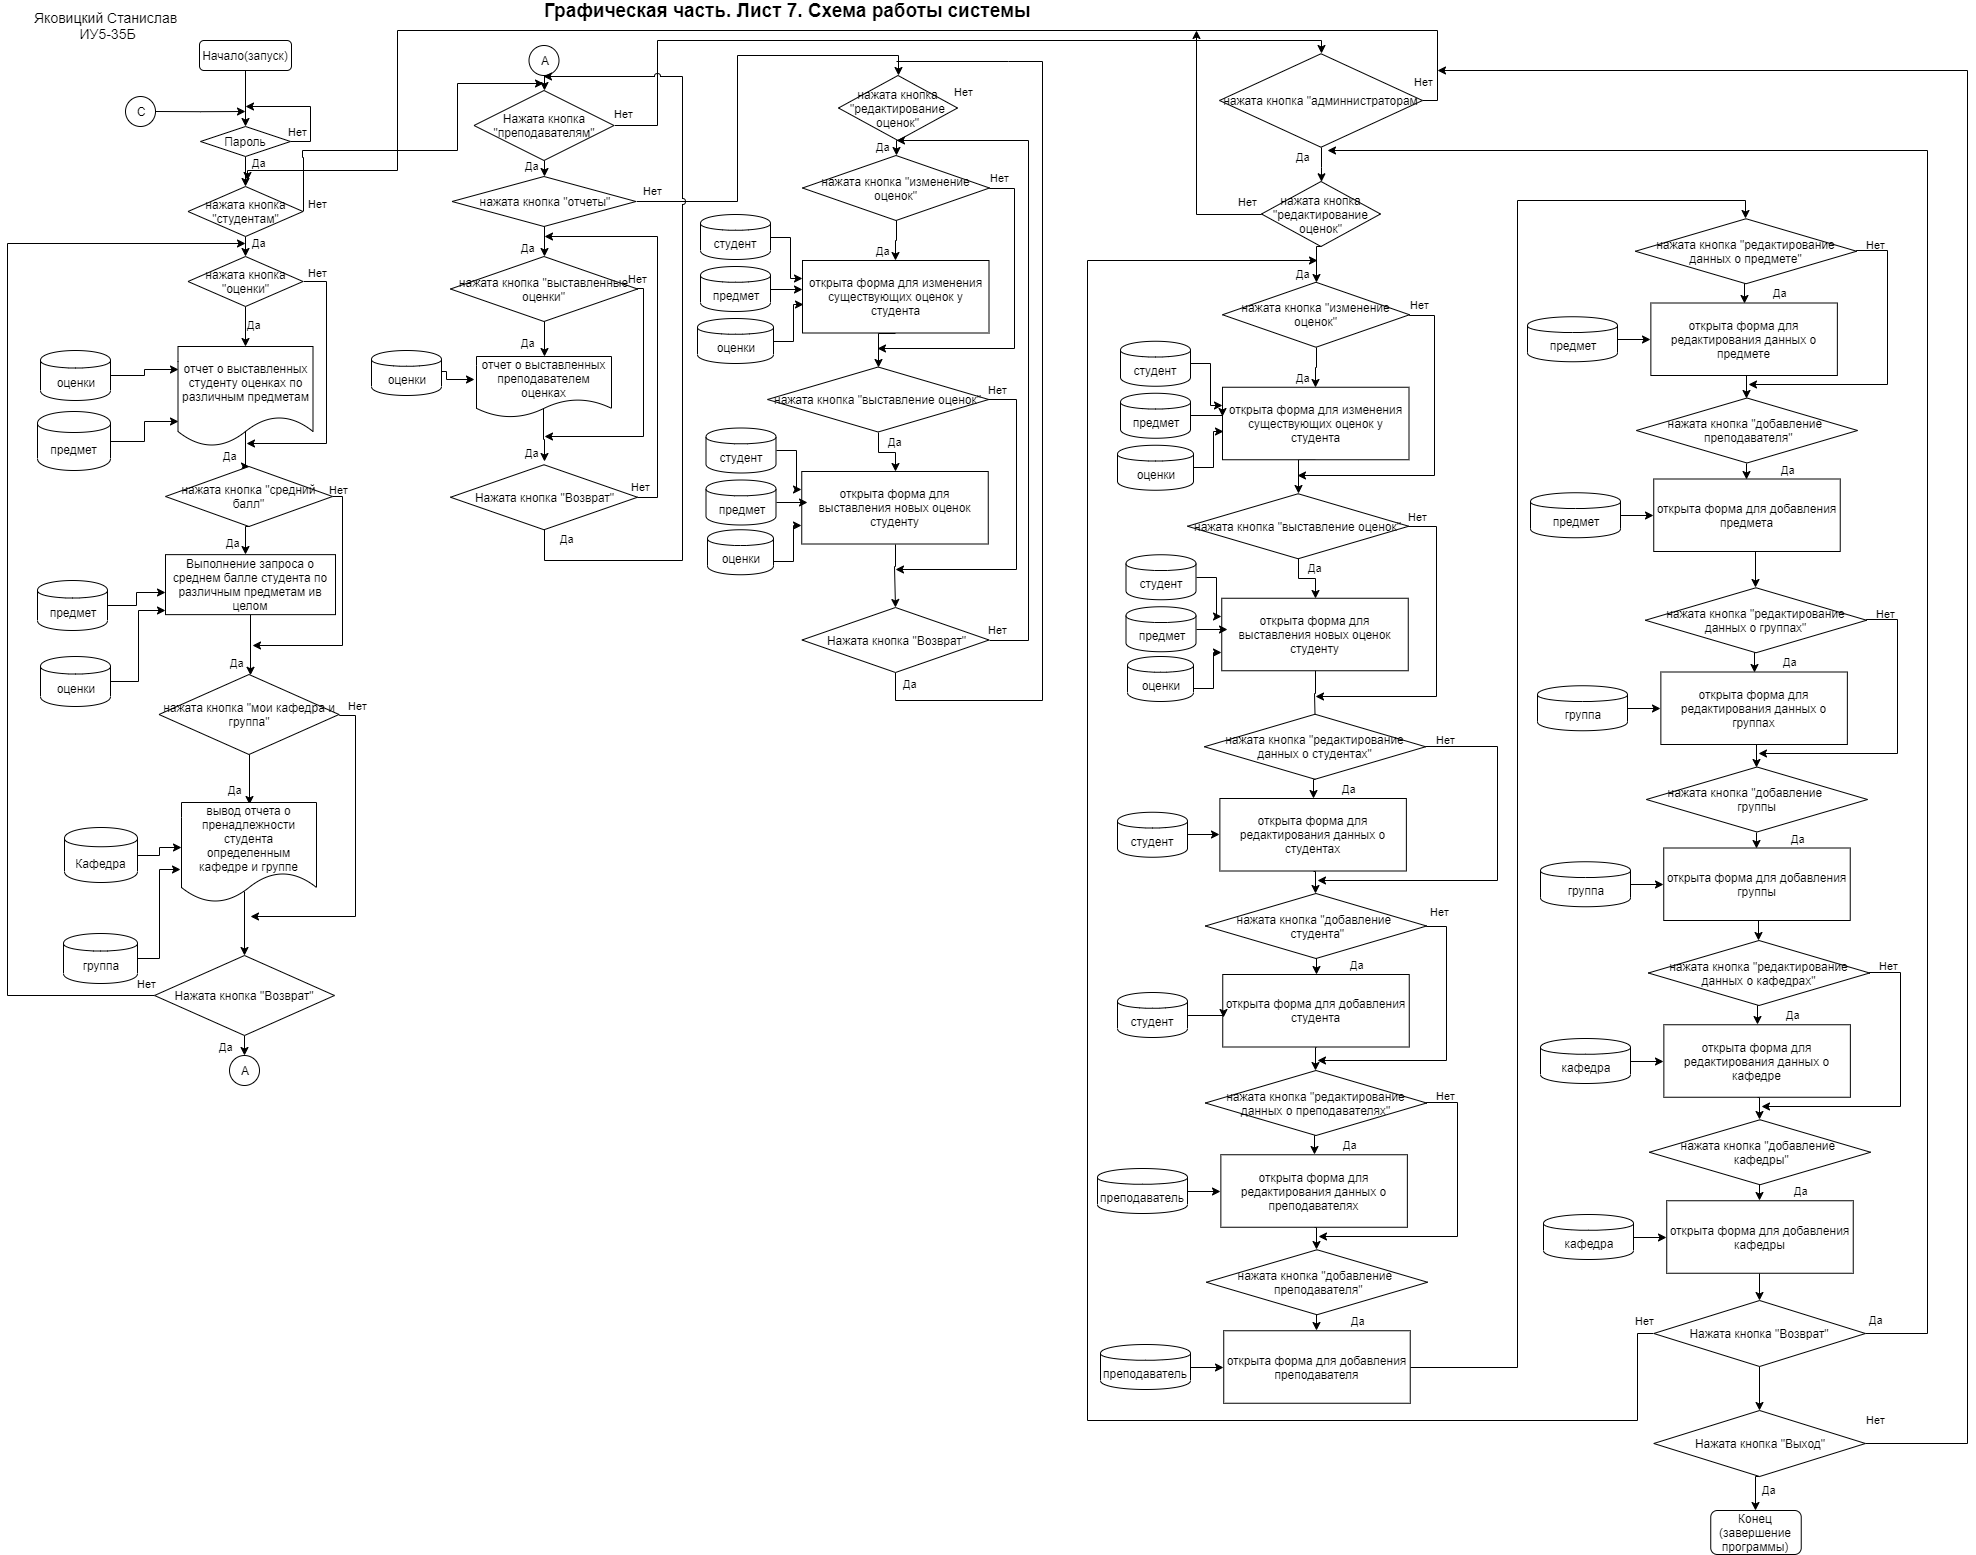 Графическая часть. Лист 7. Схема работы системы
Яковицкий Станислав
ИУ5-35Б
Начало(запуск)
C
Пароль
Нет
Да
нажата кнопка
"студентам"
Нет
Да
нажата кнопка
"оценки"
Нет
Да
оценки
предмет
отчет о выставленных
студенту оценках по
различным предметам
Да
нажата кнопка "средний
балл"
Нет
Да
Выполнение запроса о
среднем балле студента по
различным предметам ив
целом
предмет
оценки
Да
нажата кнопка "мои кафедра и
группа"
Нет
Да
вывод отчета о
пренадлежности
студента
определенным
кафедре и группе
Кафедра
группа
Нет
Нажата кнопка "Возврат"
Да
A
A
Нажата кнопка
"преподавателям"
Нет
Да
нажата кнопка "отчеты"
Нет
Да
нажата кнопка "выставленные
оценки"
Нет
Да
оценки
отчет о выставленных
преподавателем
оценках
Да
Нажата кнопка "Возврат"
Нет
Да
нажата кнопка
"редактирование
оценок"
Нет
Да
нажата кнопка "изменение
оценок"
Нет
Да
студент
предмет
оценки
открыта форма для изменения
существующих оценок у
студента
нажата кнопка "выставление оценок"
Нет
Да
студент
предмет
оценки
открыта форма для
выставления новых оценок
студенту
Нажата кнопка "Возврат"
Нет
Да
нажата кнопка "администраторам
Нет
Да
нажата кнопка
"редактирование
оценок"
Нет
Да
нажата кнопка "изменение
оценок"
Нет
Да
студент
предмет
оценки
открыта форма для изменения
существующих оценок у
студента
нажата кнопка "выставление оценок"
Нет
Да
студент
предмет
оценки
открыта форма для
выставления новых оценок
студенту
нажата кнопка "редактирование
данных о студентах"
Нет
Да
студент
открыта форма для
редактирования данных о
студентах
нажата кнопка "добавление
студента"
Нет
Да
студент
открыта форма для добавления
студента
нажата кнопка "редактирование
данных о преподавателях"
Нет
Да
преподаватель
открыта форма для
редактирования данных о
преподавателях
нажата кнопка "добавление
преподавателя"
Да
преподаватель
открыта форма для добавления
преподавателя
нажата кнопка "редактирование
данных о предмете"
Нет
Да
предмет
открыта форма для
редактирования данных о
предмете
нажата кнопка "добавление
преподавателя"
Да
предмет
открыта форма для добавления
предмета
нажата кнопка "редактирование
данных о группах"
Нет
Да
группа
открыта форма для
редактирования данных о
группах
нажата кнопка "добавление
группы
Да
группа
открыта форма для добавления
группы
нажата кнопка "редактирование
данных о кафедрах"
Нет
Да
кафедра
открыта форма для
редактирования данных о
кафедре
нажата кнопка "добавление
кафедры"
Да
кафедра
открыта форма для добавления
кафедры
Нет
Нажата кнопка "Возврат"
Да
Нажата кнопка "Выход"
Нет
Да
Конец
(завершение
программы)